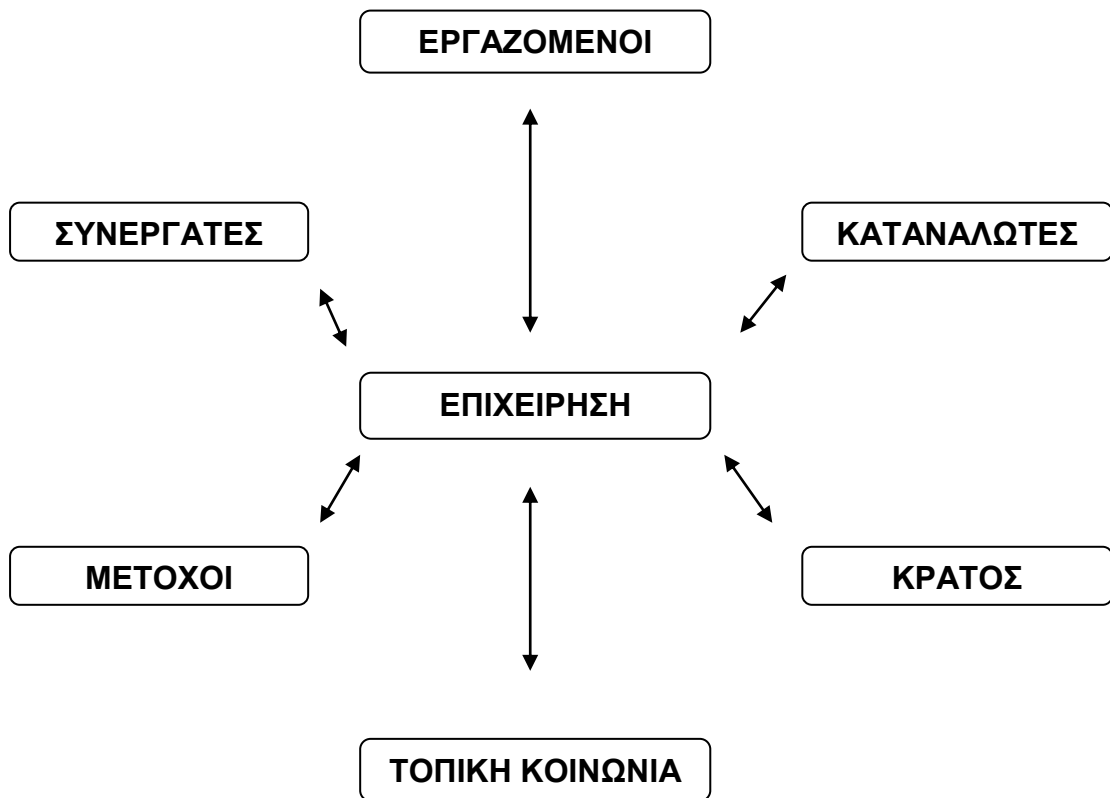 ΕΡΓΑΖΟΜΕΝΟΙ
ΣΥΝΕΡΓΑΤΕΣ
ΚΑΤΑΝΑΛΩΤΕΣ
ΕΠΙΧΕΙΡΗΣΗ
ΜΕΤΟΧΟΙ
ΚΡΑΤΟΣ
ΤΟΠΙΚΗ ΚΟΙΝΩΝΙΑ